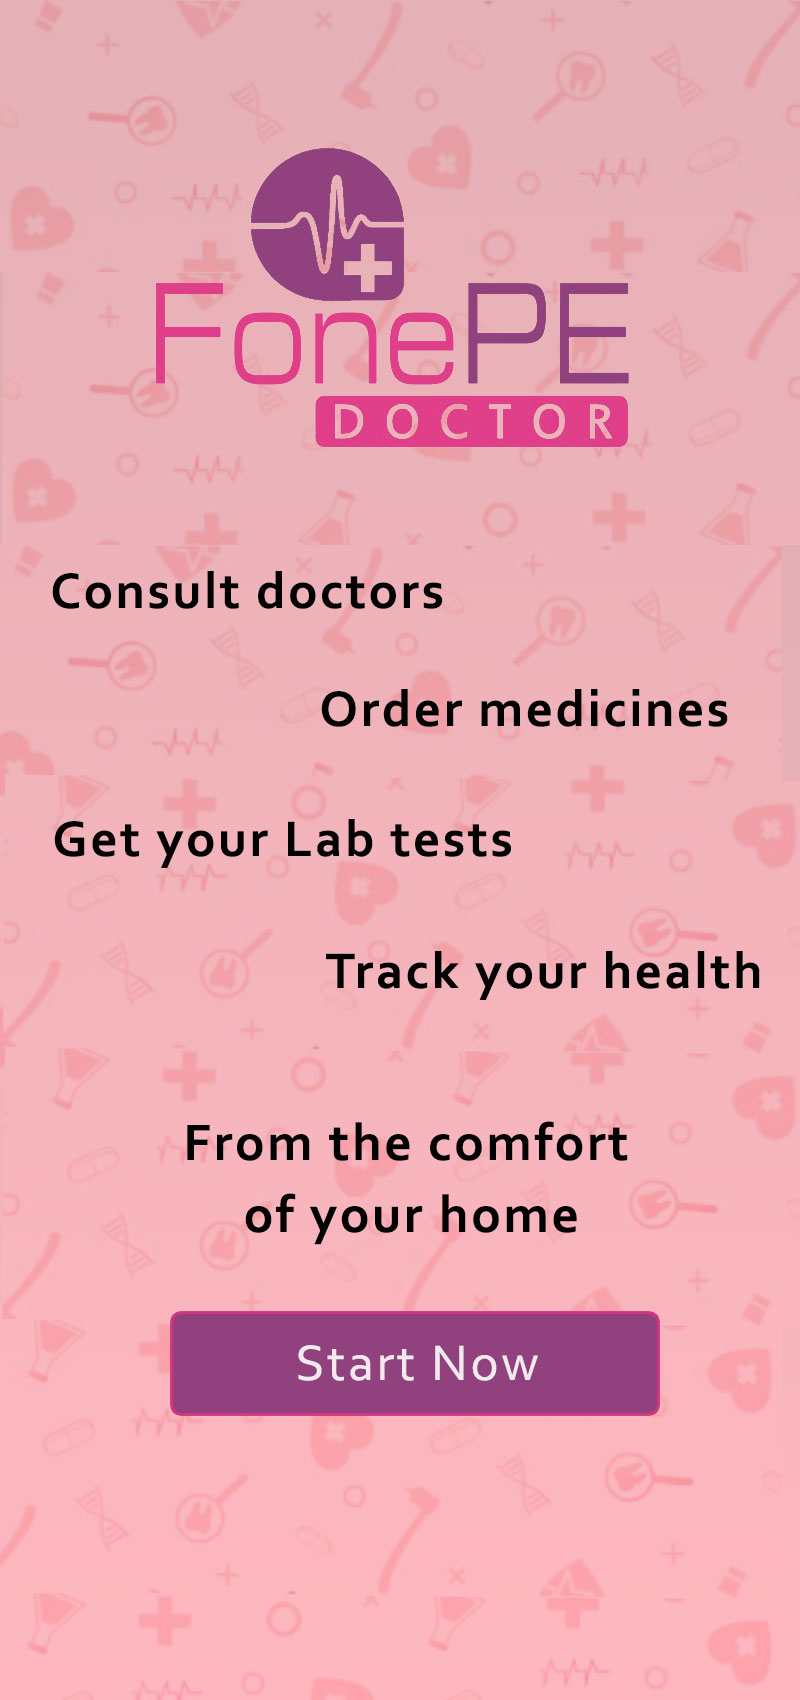 FonePE
DOCTOR
Consult doctors
Order medicines
Get your Lab tests
Track your health
From the comfort
of your home
Start Now